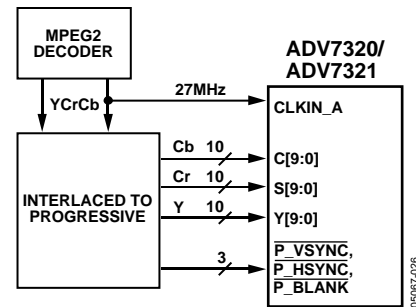 MPEG2
DECODER
YCrCb
27MHz
ADV7320/
ADV7321
CLKIN_A
INTERLACED TO
PROGRESSIVE
Cb 10
Cr 10
Y 10
3
C[9:0]
S[9:0]
Y[9:0]
P_VSYNC,
P_HSYNC,
P_BLANK
05067-026